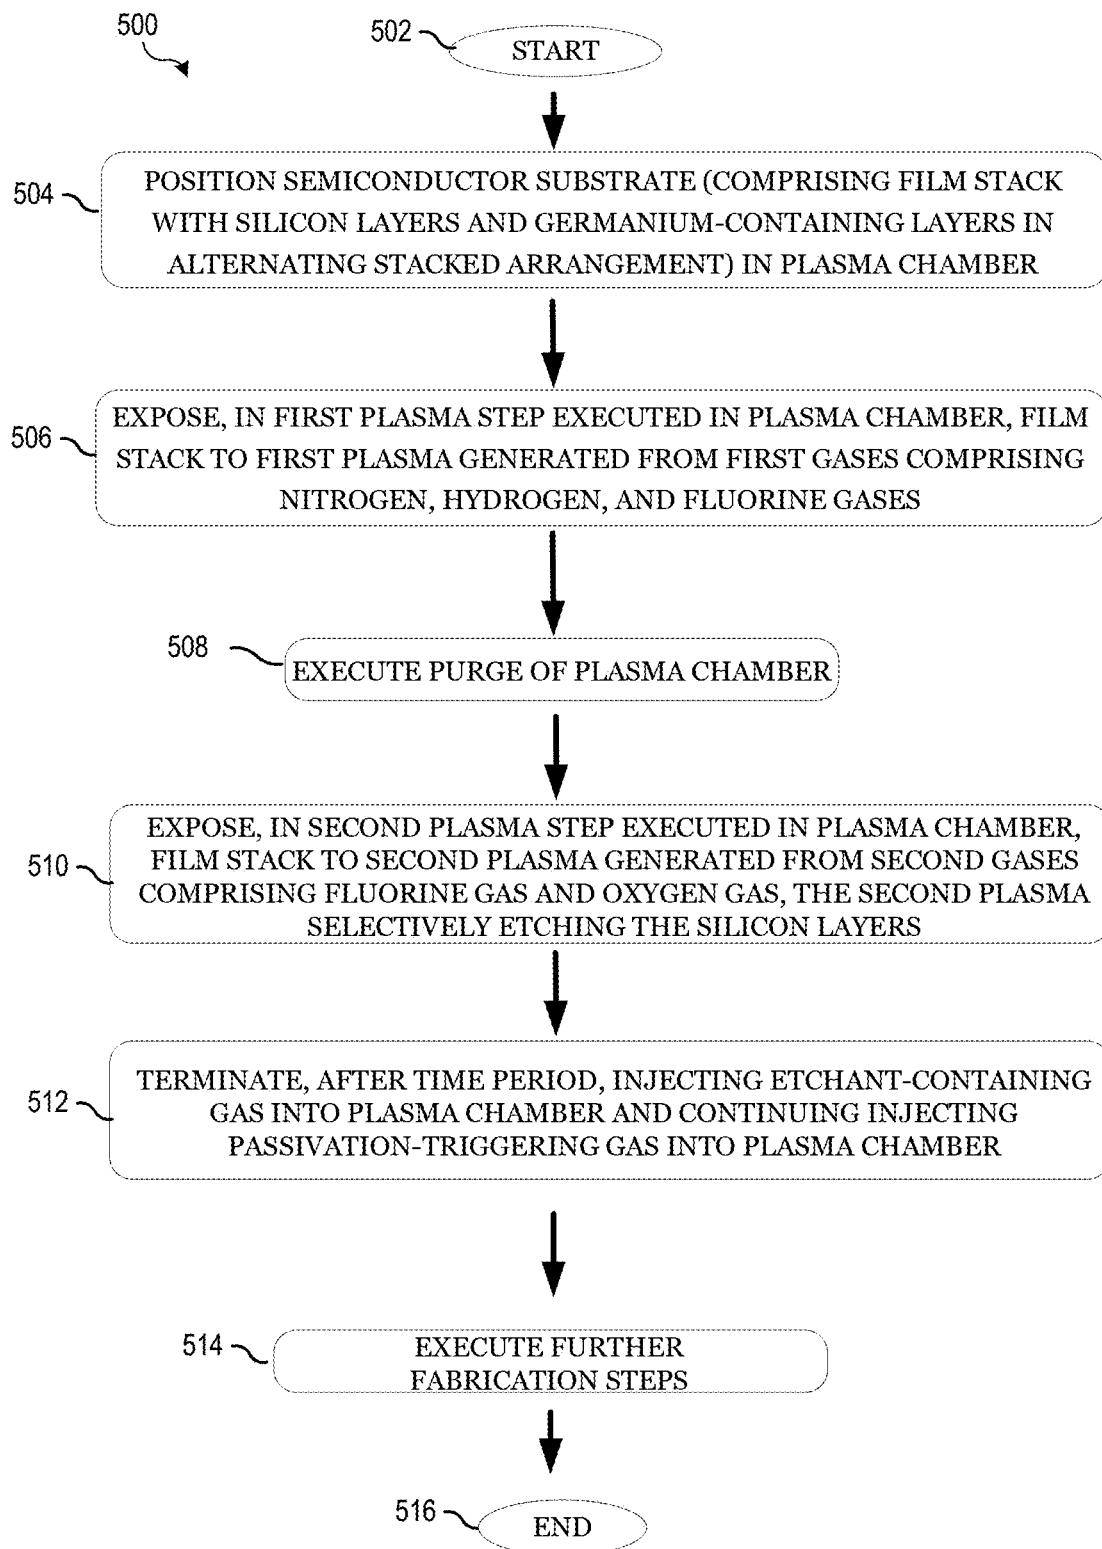 500
502
START
504
POSITION SEMICONDUCTOR SUBSTRATE (COMPRISING FILM STACK
WITH SILICON LAYERS AND GERMANIUM-CONTAINING LAYERS IN
ALTERNATING STACKED ARRANGEMENT) IN PLASMA CHAMBER
506
EXPOSE, IN FIRST PLASMA STEP EXECUTED IN PLASMA CHAMBER, FILM
STACK TO FIRST PLASMA GENERATED FROM FIRST GASES COMPRISING
NITROGEN, HYDROGEN, AND FLUORINE GASES
508
EXECUTE PURGE OF PLASMA CHAMBER
510
EXPOSE, IN SECOND PLASMA STEP EXECUTED IN PLASMA CHAMBER,
FILM STACK TO SECOND PLASMA GENERATED FROM SECOND GASES
COMPRISING FLUORINE GAS AND OXYGEN GAS, THE SECOND PLASMA
SELECTIVELY ETCHING THE SILICON LAYERS
512
TERMINATE, AFTER TIME PERIOD, INJECTING ETCHANT-CONTAINING
GAS INTO PLASMA CHAMBER AND CONTINUING INJECTING
PASSIVATION-TRIGGERING GAS INTO PLASMA CHAMBER
514
EXECUTE FURTHER
FABRICATION STEPS
516
END